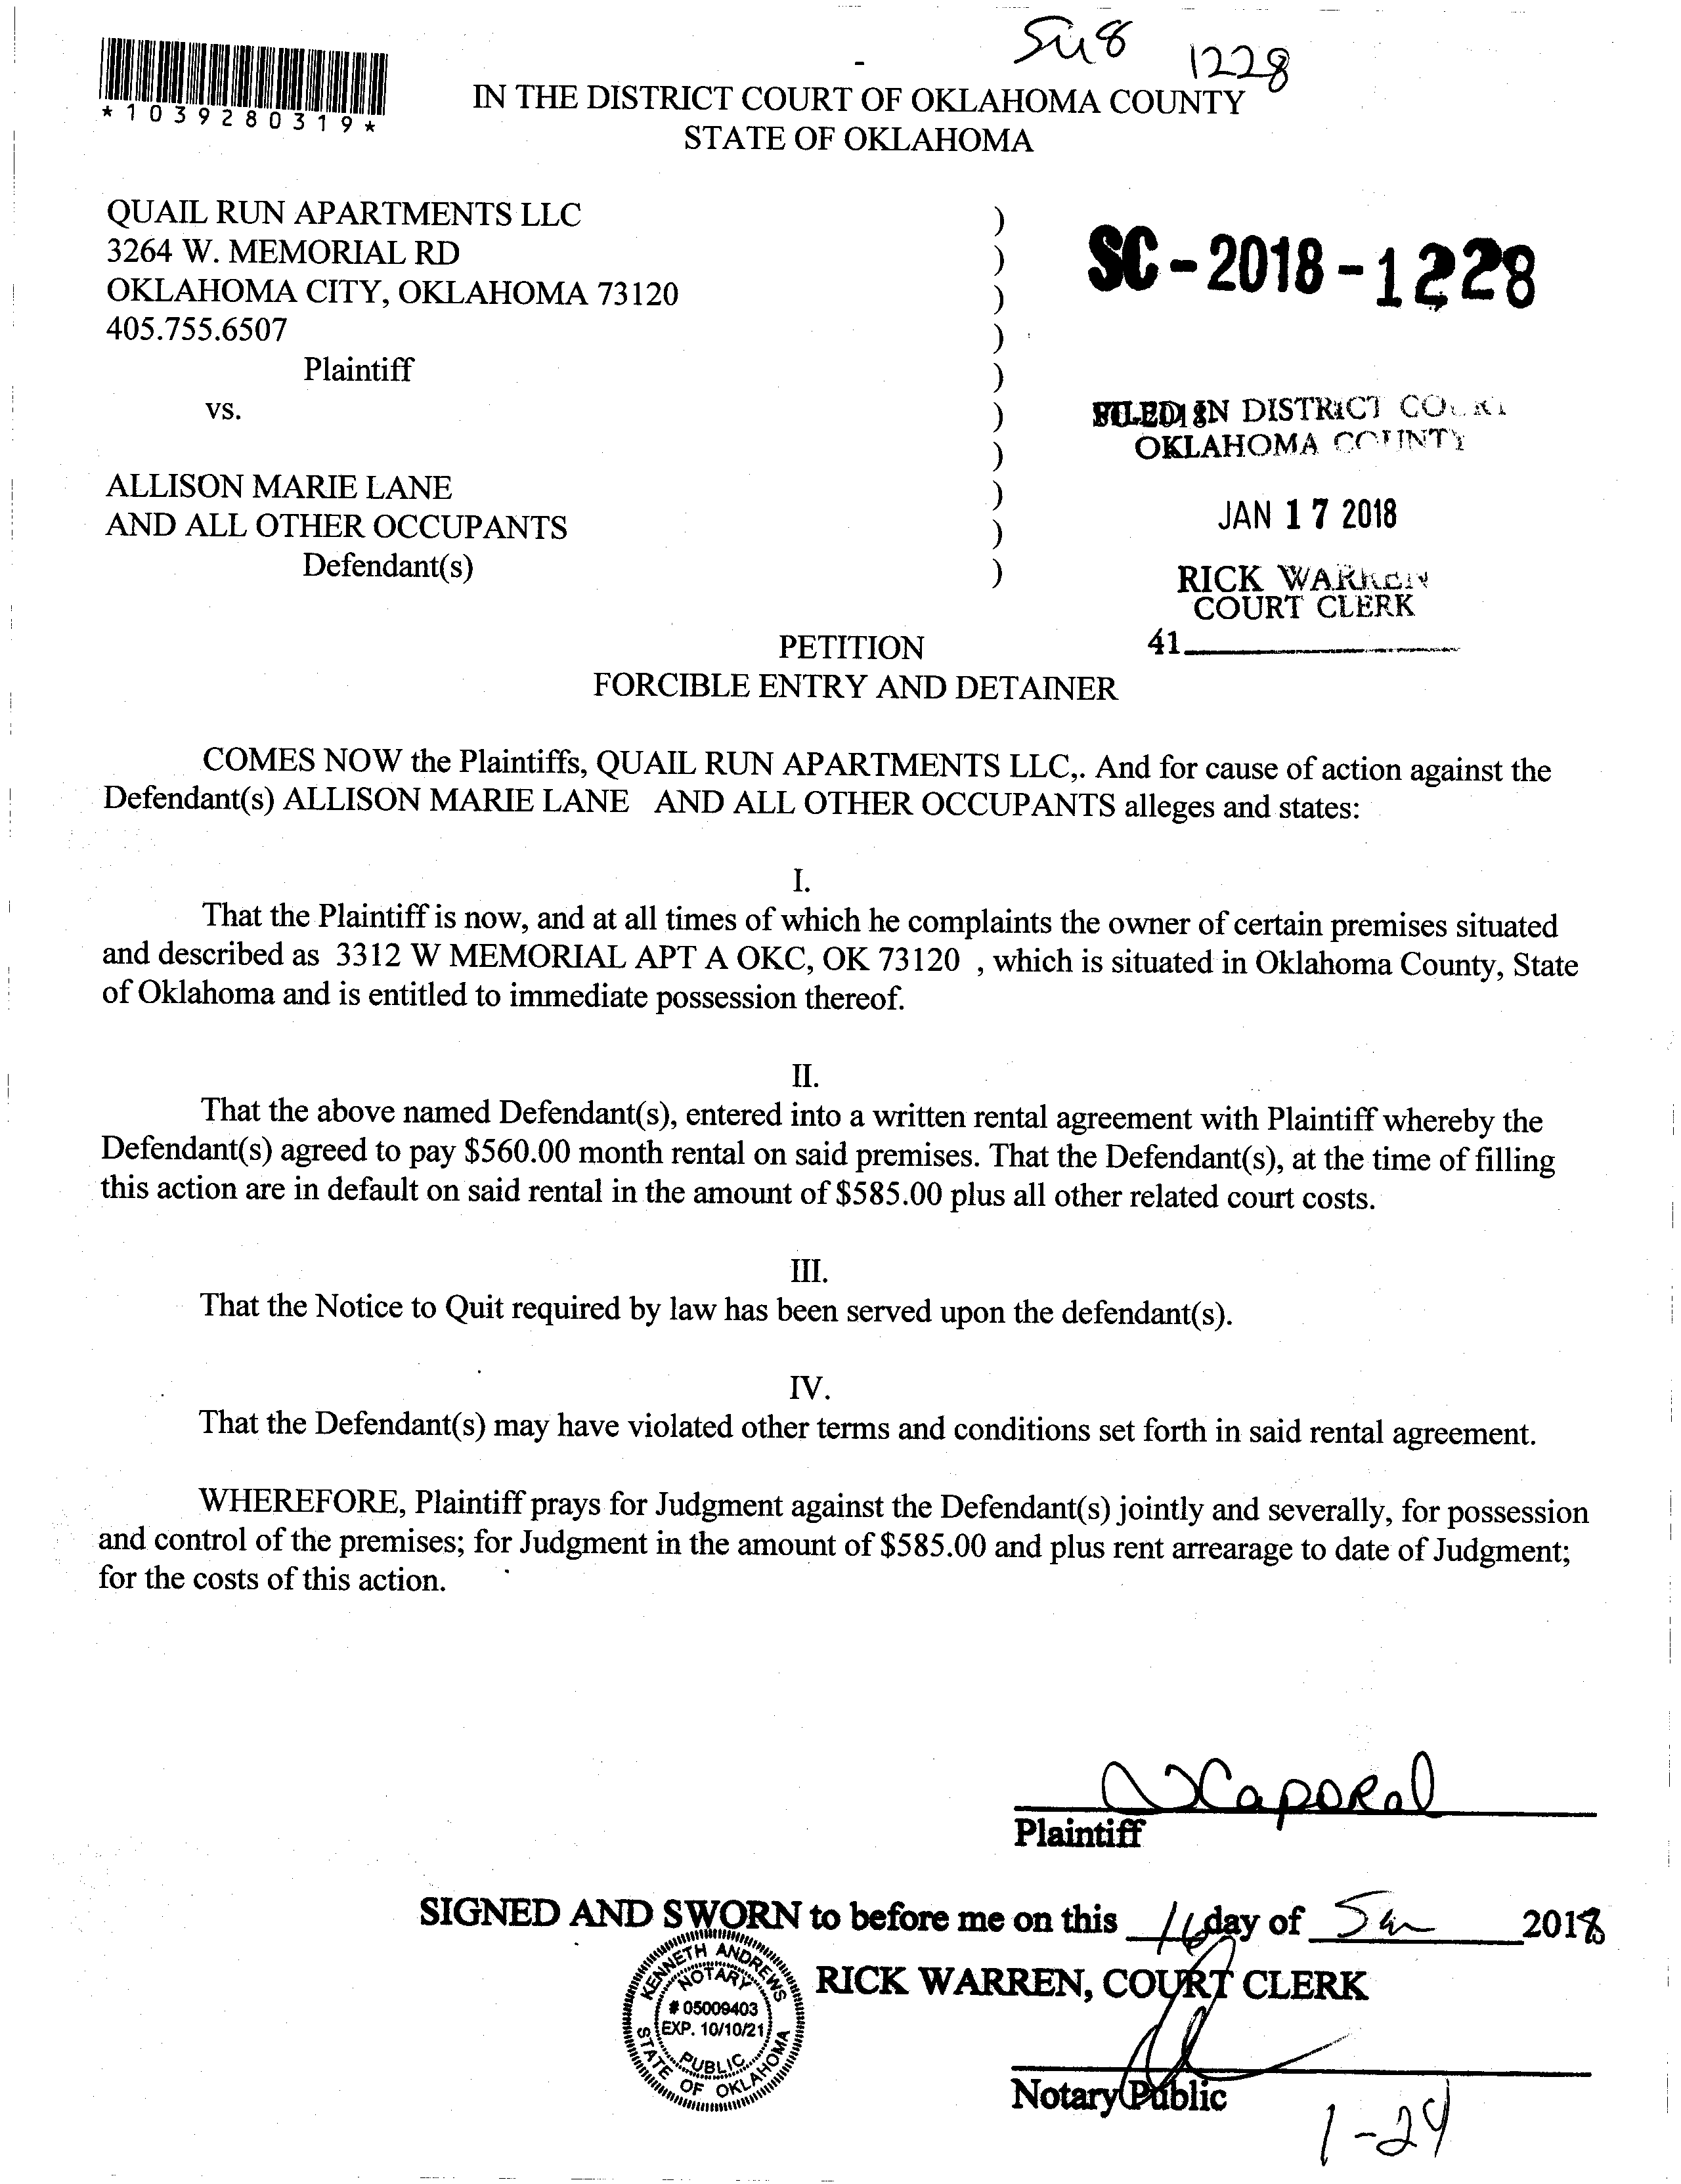 1228
*1039280319*
IN THE DISTRICT COURT OF OKLAHOMA COUNTY
STATE OF OKLAHOMA
QUAIL RUN APARTMENTS LLC )
3264 W. MEMORIAL RD )
OKLAHOMA CITY, OKLAHOMA 73120 )
405.755.6507 )
Plaintiff )
vs. )
)
ALLISON MARIE LANE )
AND ALL OTHER OCCUPANTS )
Defendant(s) )
SC-2018-1228
FILED IN DISTRICT COURT
OKLAHOMA COUNTY
JAN 17 2018
RICK WARREN
COURT CLERK
41
PETITION
FORCIBLE ENTRY AND DETAINER
COMES NOW the Plaintiffs, QUAIL RUN APARTMENTS LLC,. And for cause of action against the
Defendant(s) ALLISON MARIE LANE AND ALL OTHER OCCUPANTS alleges and states:
I.
That the Plaintiff is now, and at all times of which he complaints the owner of certain premises situated
and described as 3312 W MEMORIAL APT A OKC, OK 73120 , which is situated in Oklahoma County, State
of Oklahoma and is entitled to immediate possession thereof.
II.
That the above named Defendant(s), entered into a written rental agreement with Plaintiff whereby the
Defendant(s) agreed to pay $560.00 month rental on said premises. That the Defendant(s), at the time of filling
this action are in default on said rental in the amount of $585.00 plus all other related court costs.
III.
That the Notice to Quit required by law has been served upon the defendant(s).
IV.
That the Defendant(s) may have violated other terms and conditions set forth in said rental agreement.
WHEREFORE, Plaintiff prays for Judgment against the Defendant(s) jointly and severally, for possession
and control of the premises; for Judgment in the amount of $585.00 and plus rent arrearage to date of Judgment;
for the costs of this action.
Caporal
Plaintiff
SIGNED AND SWORN to before me on this 16 day of Jan 2018
RICK WARREN, COURT CLERK
KENNETH ANDREWS
NOTARY
# 05009403
EXP. 10/10/21
PUBLIC
STATE OF OKLAHOMA
Notary Public
1-24